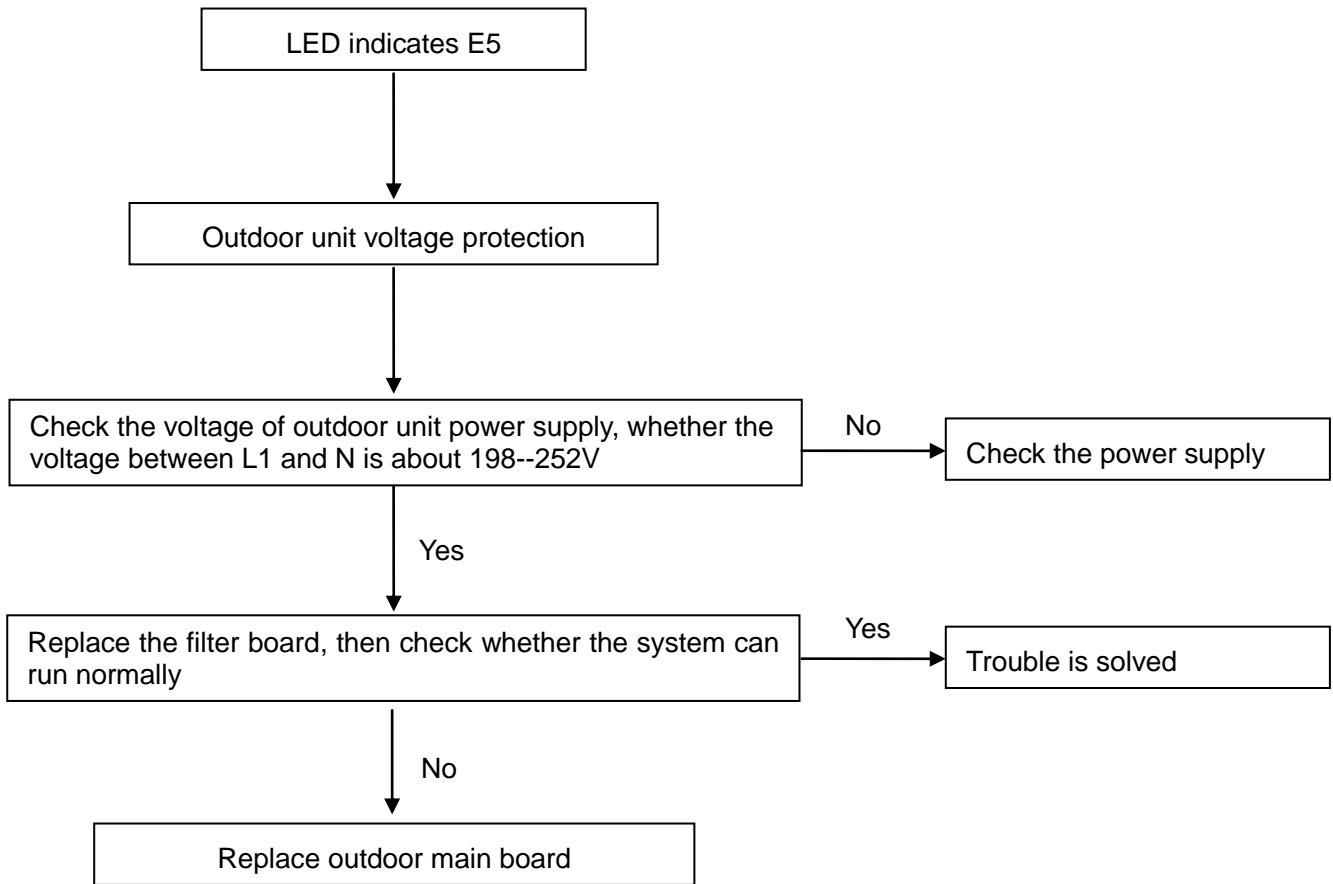 LED indicates E5
Outdoor unit voltage protection
Check the voltage of outdoor unit power supply, whether the
voltage between L1 and N is about 198--252V
No
Check the power supply
Yes
Replace the filter board, then check whether the system can
run normally
Yes
Trouble is solved
No
Replace outdoor main board